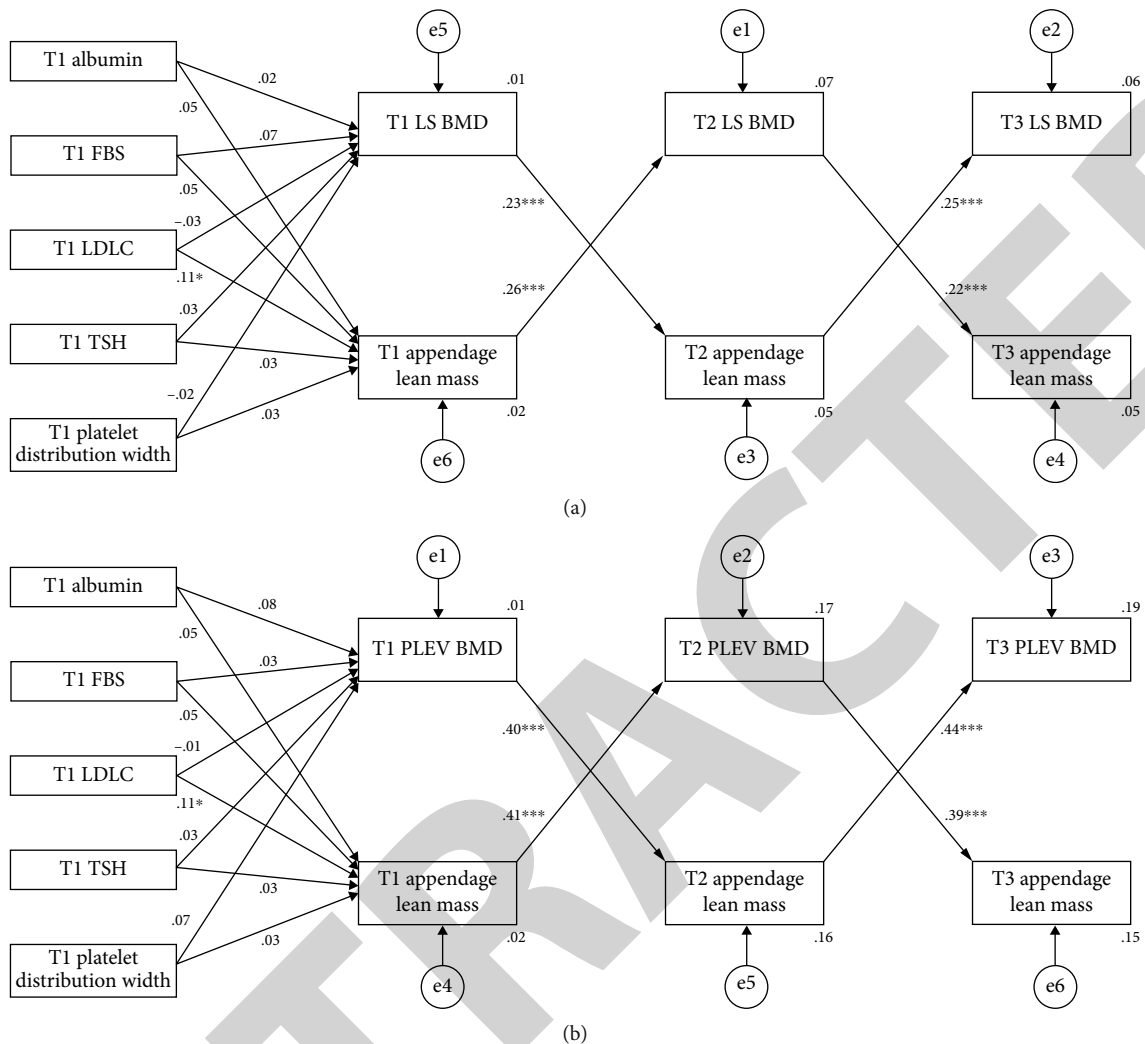 e5
e1
e2
T1 albumin
.02
.01
.07
.06
.05
T1 LS BMD
T2 LS BMD
T3 LS BMD
T1 FBS
.07
.05
.23***
.25***
T1 LDLC
–.03
.11*
.26***
.22***
.03
T1 TSH
T1 appendage
lean mass
T2 appendage
lean mass
T3 appendage
lean mass
.03
–.02
.03
.02
.05
.05
T1 platelet
distribution width
e6
e3
e4
(a)
e1
e2
e3
T1 albumin
.08
.01
.17
.19
.05
T1 PLEV BMD
T2 PLEV BMD
T3 PLEV BMD
T1 FBS
.03
.05
.40***
.44***
–.01
T1 LDLC
.11*
.41***
.39***
.03
T1 TSH
T1 appendage
lean mass
T2 appendage
lean mass
T3 appendage
lean mass
.03
.07
.03
.02
.16
.15
T1 platelet
distribution width
e4
e5
e6
(b)